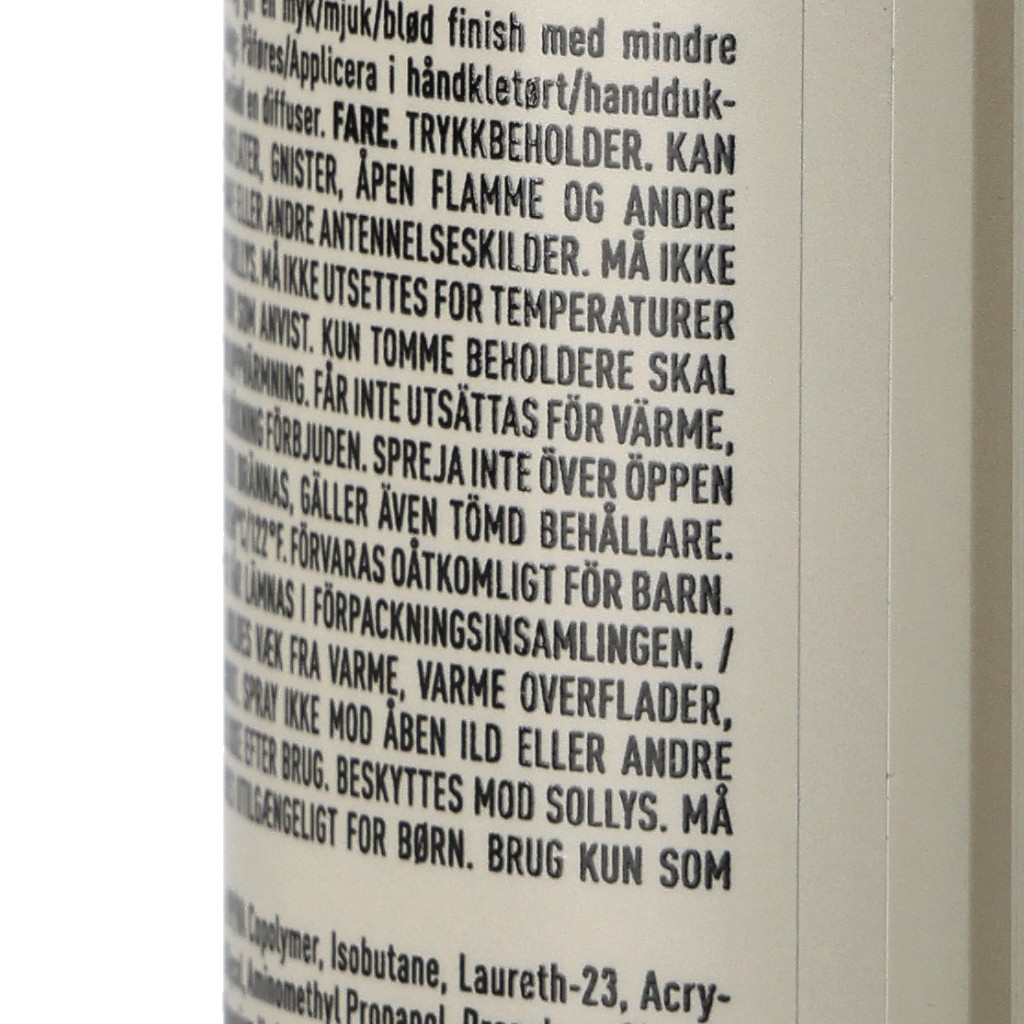 en myk/mjuk/blød finish med mindre
Påføres/Applicera i håndkletørt/handduk-
en diffuser. FARE. TRYKKBEHOLDER. KAN
GNISTER, ÅPEN FLAMME OG ANDRE
ELLER ANDRE ANTENNELSESKILDER. MÅ IKKE
MÅ IKKE UTSETTES FOR TEMPERATURER
SOM ANVIST. KUN TOMME BEHOLDERE SKAL
FÅR INTE UTSÄTTAS FÖR VÄRME,
FÖRBJUDEN. SPREJA INTE ÖVER ÖPPEN
BRÄNNAS, GÄLLER ÄVEN TÖMD BEHÅLLARE.
122°F. FÖRVARAS OÅTKOMLIGT FÖR BARN.
LÄMNAS I FÖRPACKNINGSINSAMLINGEN. /
VÆK FRA VARME, VARME OVERFLADER,
SPRAY IKKE MOD ÅBEN ILD ELLER ANDRE
EFTER BRUG. BESKYTTES MOD SOLLYS. MÅ
UTILGÆNGELIGT FOR BØRN. BRUG KUN SOM
Copolymer, Isobutane, Laureth-23, Acry-
Aminomethyl Propanol,